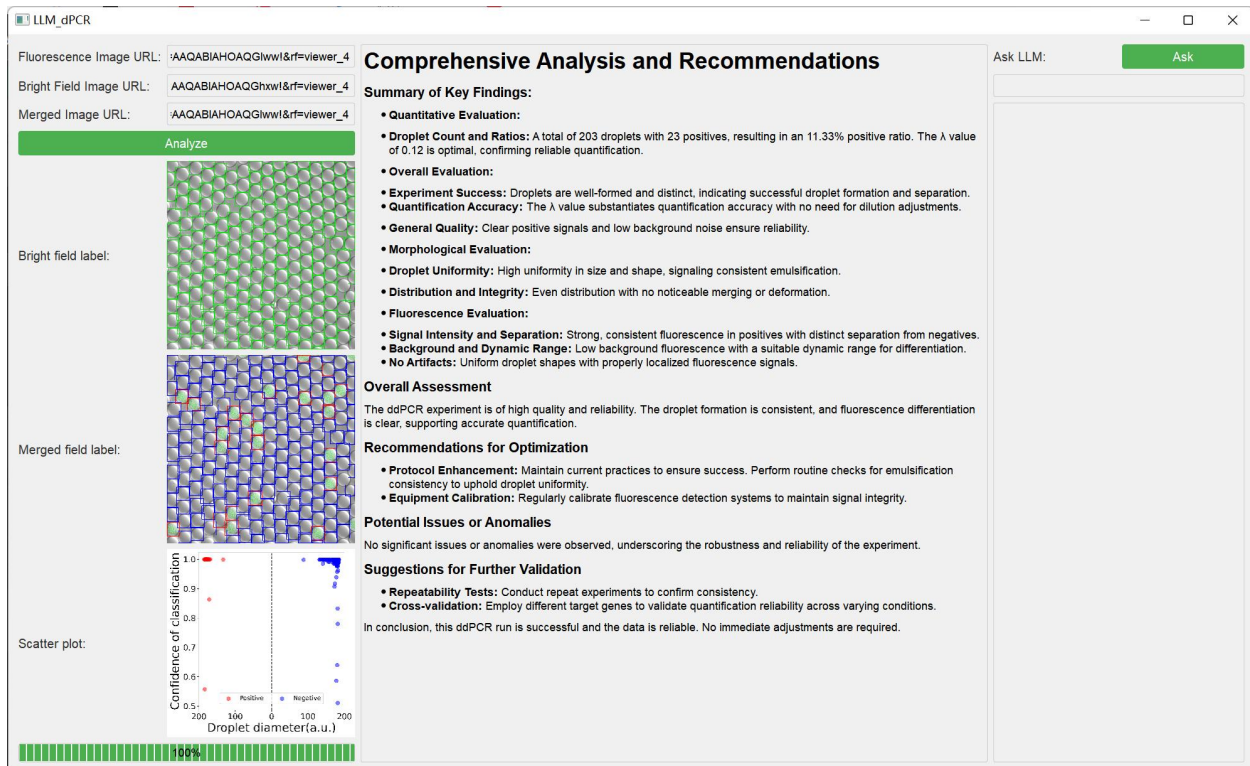 LLM_dPCR
Fluorescence Image URL:
:AAQABIAHOAQGlww!&rf=viewer_4
Bright Field Image URL:
AAQABIAHOAQGhxw!&rf=viewer_4
Merged Image URL:
:AAQABIAHOAQGlww!&rf=viewer_4
Analyze
Bright field label:
Merged field label:
Scatter plot:
Confidence of classification
1.0
0.9
0.8
0.7
0.6
0.5
Positive
Negative
200 100 0 100 200
Droplet diameter(a.u.)
100%
Comprehensive Analysis and Recommendations
Summary of Key Findings:
• Quantitative Evaluation:
• Droplet Count and Ratios: A total of 203 droplets with 23 positives, resulting in an 11.33% positive ratio. The λ value
of 0.12 is optimal, confirming reliable quantification.
• Overall Evaluation:
• Experiment Success: Droplets are well-formed and distinct, indicating successful droplet formation and separation.
• Quantification Accuracy: The λ value substantiates quantification accuracy with no need for dilution adjustments.
• General Quality: Clear positive signals and low background noise ensure reliability.
• Morphological Evaluation:
• Droplet Uniformity: High uniformity in size and shape, signaling consistent emulsification.
• Distribution and Integrity: Even distribution with no noticeable merging or deformation.
• Fluorescence Evaluation:
• Signal Intensity and Separation: Strong, consistent fluorescence in positives with distinct separation from negatives.
• Background and Dynamic Range: Low background fluorescence with a suitable dynamic range for differentiation.
• No Artifacts: Uniform droplet shapes with properly localized fluorescence signals.
Overall Assessment
The ddPCR experiment is of high quality and reliability. The droplet formation is consistent, and fluorescence differentiation
is clear, supporting accurate quantification.
Recommendations for Optimization
• Protocol Enhancement: Maintain current practices to ensure success. Perform routine checks for emulsification
consistency to uphold droplet uniformity.
• Equipment Calibration: Regularly calibrate fluorescence detection systems to maintain signal integrity.
Potential Issues or Anomalies
No significant issues or anomalies were observed, underscoring the robustness and reliability of the experiment.
Suggestions for Further Validation
• Repeatability Tests: Conduct repeat experiments to confirm consistency.
• Cross-validation: Employ different target genes to validate quantification reliability across varying conditions.
In conclusion, this ddPCR run is successful and the data is reliable. No immediate adjustments are required.
Ask LLM:
Ask